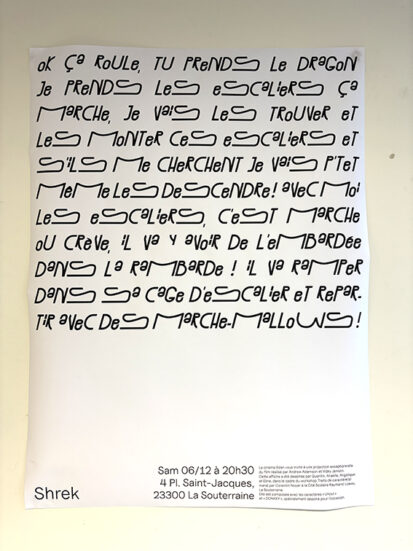 OK ÇA ROULE, TU PRENDS LE DRAGON
JE PRENDS LES ESCALIERS ÇA
MARCHE, JE VAIS LES TROUVER ET
LES MONTER CES ESCALIERS ET
S'ILS ME CHERCHENT JE VAIS P'TET
MEME LES DESCENDRE! AVEC MOI
LES ESCALIERS, C'EST MARCHE
OU CREVE, IL VA Y AVOIR DE L'EMBARDÉE
DANS LA RAMBARDE! IL VA RAMPER
DANS SA CAGE D'ESCALIER ET REPAR-
TIR AVEC DES MARCHE-MALLOWS!
Sam 06/12 à 20h30
4 Pl. Saint-Jacques,
23300 La Souterraine
Shrek